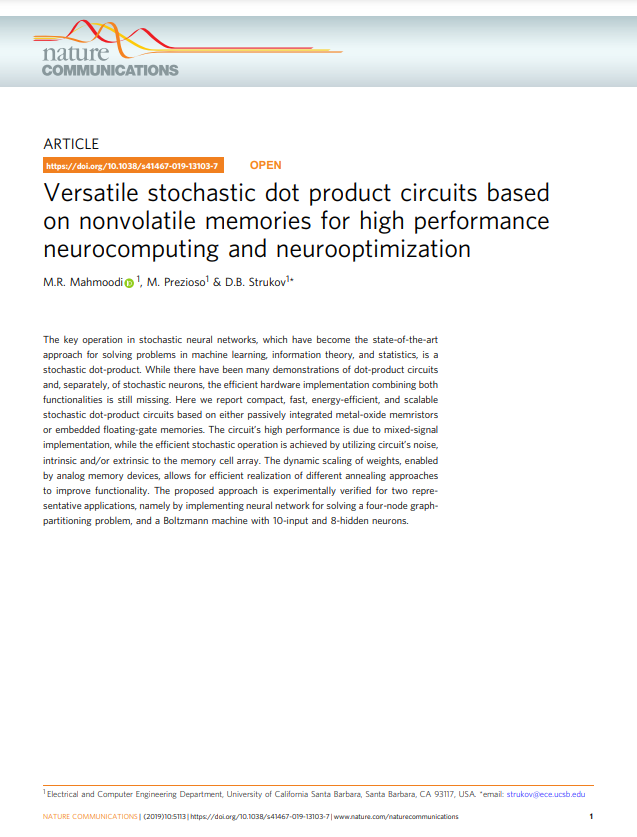 nature
COMMUNICATIONS
ARTICLE
https://doi.org/10.1038/s41467-019-13103-7 OPEN
Versatile stochastic dot product circuits based
on nonvolatile memories for high performance
neurocomputing and neurooptimization
M.R. Mahmoodi 1, M. Prezioso1 & D.B. Strukov1*
The key operation in stochastic neural networks, which have become the state-of-the-art
approach for solving problems in machine learning, information theory, and statistics, is a
stochastic dot-product. While there have been many demonstrations of dot-product circuits
and, separately, of stochastic neurons, the efficient hardware implementation combining both
functionalities is still missing. Here we report compact, fast, energy-efficient, and scalable
stochastic dot-product circuits based on either passively integrated metal-oxide memristors
or embedded floating-gate memories. The circuit's high performance is due to mixed-signal
implementation, while the efficient stochastic operation is achieved by utilizing circuit's noise,
intrinsic and/or extrinsic to the memory cell array. The dynamic scaling of weights, enabled
by analog memory devices, allows for efficient realization of different annealing approaches
to improve functionality. The proposed approach is experimentally verified for two repre-
sentative applications, namely by implementing neural network for solving a four-node graph-
partitioning problem, and a Boltzmann machine with 10-input and 8-hidden neurons.
1 Electrical and Computer Engineering Department, University of California Santa Barbara, Santa Barbara, CA 93117, USA. *email: strukov@ece.ucsb.edu
NATURE COMMUNICATIONS | (2019)10:5113 | https://doi.org/10.1038/s41467-019-13103-7 | www.nature.com/naturecommunications 1